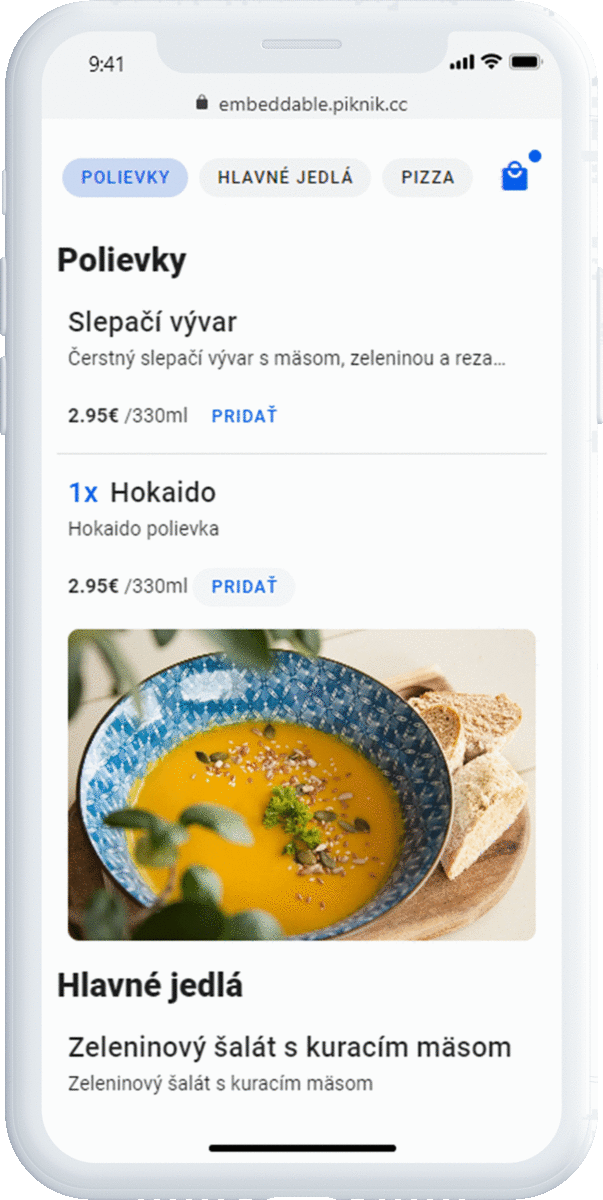 9:41
embeddable.piknik.cc
POLIEVKY HLAVNÉ JEDLÁ PIZZA
Polievky
Slepačí vývar
Čerstný slepačí vývar s mäsom, zeleninou a reza...
2.95€ /330ml PRIDAŤ
1x Hokaido
Hokaido polievka
2.95€ /330ml PRIDAŤ
Hlavné jedlá
Zeleninový šalát s kuracím mäsom
Zeleninový šalát s kuracím mäsom